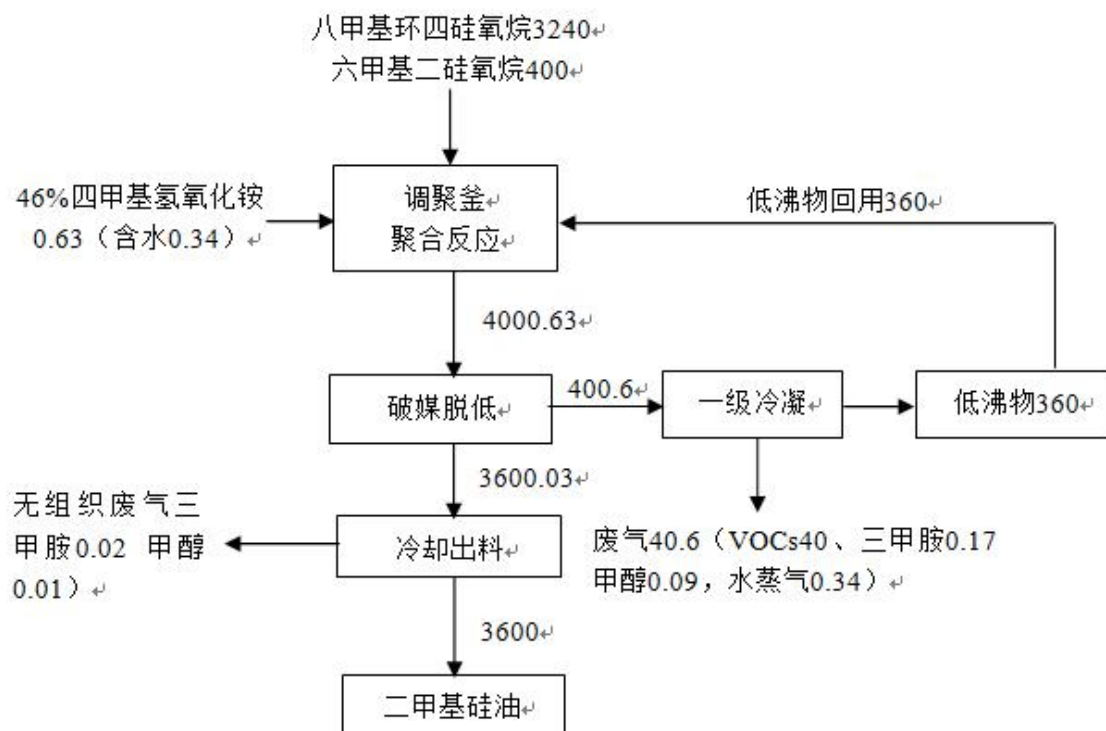 八甲基环四硅氧烷3240
六甲基二硅氧烷400
46%四甲基氢氧化铵
0.63（含水0.34）
调聚釜
聚合反应
低沸物回用360
4000.63
破媒脱低
400.6
一级冷凝
低沸物360
3600.03
无组织废气三
甲胺0.02 甲醇
0.01）
冷却出料
废气40.6（VOCs40、三甲胺0.17
甲醇0.09，水蒸气0.34）
3600
二甲基硅油